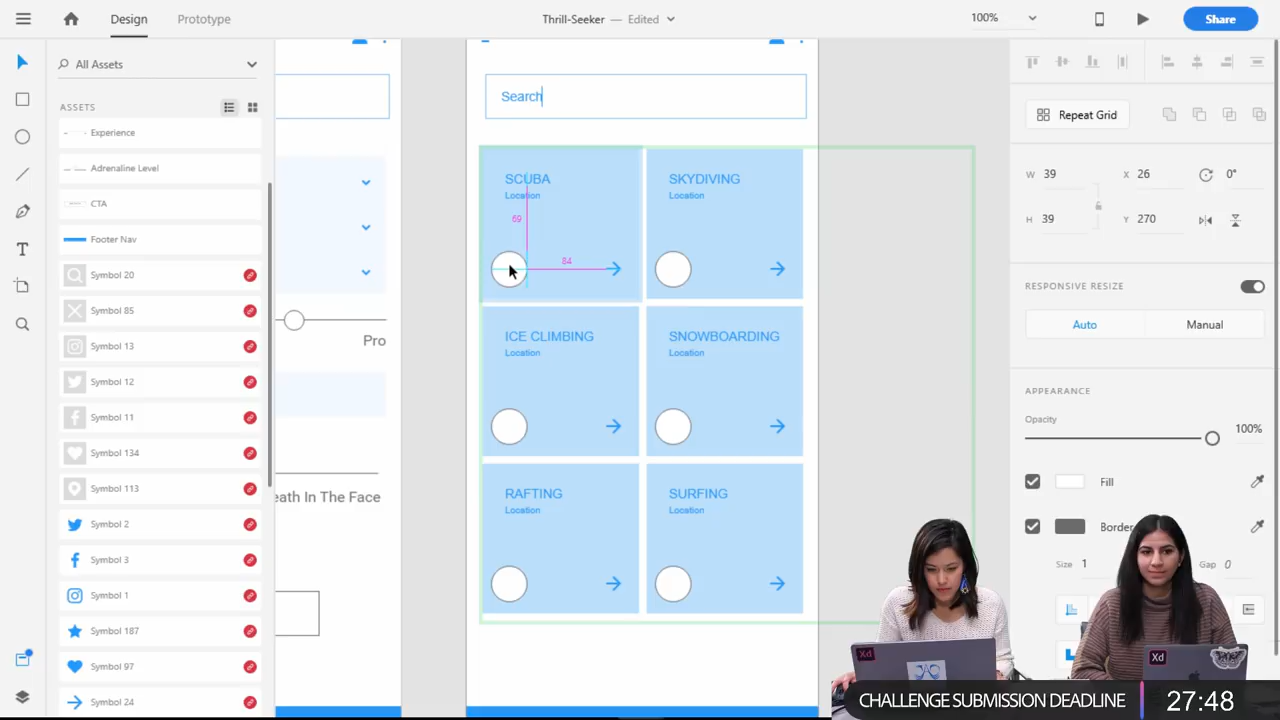 Design
Prototype
Thrill-Seeker — Edited
100%
Share
All Assets
ASSETS
Experience
Adrenaline Level
CTA
Footer Nav
Symbol 20
Symbol 85
Symbol 13
Symbol 12
Symbol 11
Symbol 134
Symbol 113
Symbol 2
Symbol 3
Symbol 1
Symbol 187
Symbol 97
Symbol 24
Pro
eath In The Face
Search
SCUBA
Location
69
84
SKYDIVING
Location
ICE CLIMBING
Location
SNOWBOARDING
Location
RAFTING
Location
SURFING
Location
Repeat Grid
W 39
X 26
0°
H 39
Y 270
RESPONSIVE RESIZE
Auto
Manual
APPEARANCE
Opacity
100%
Fill
Border
Size 1
Gap 0
Xd
Xd
CHALLENGE SUBMISSION DEADLINE
27:48